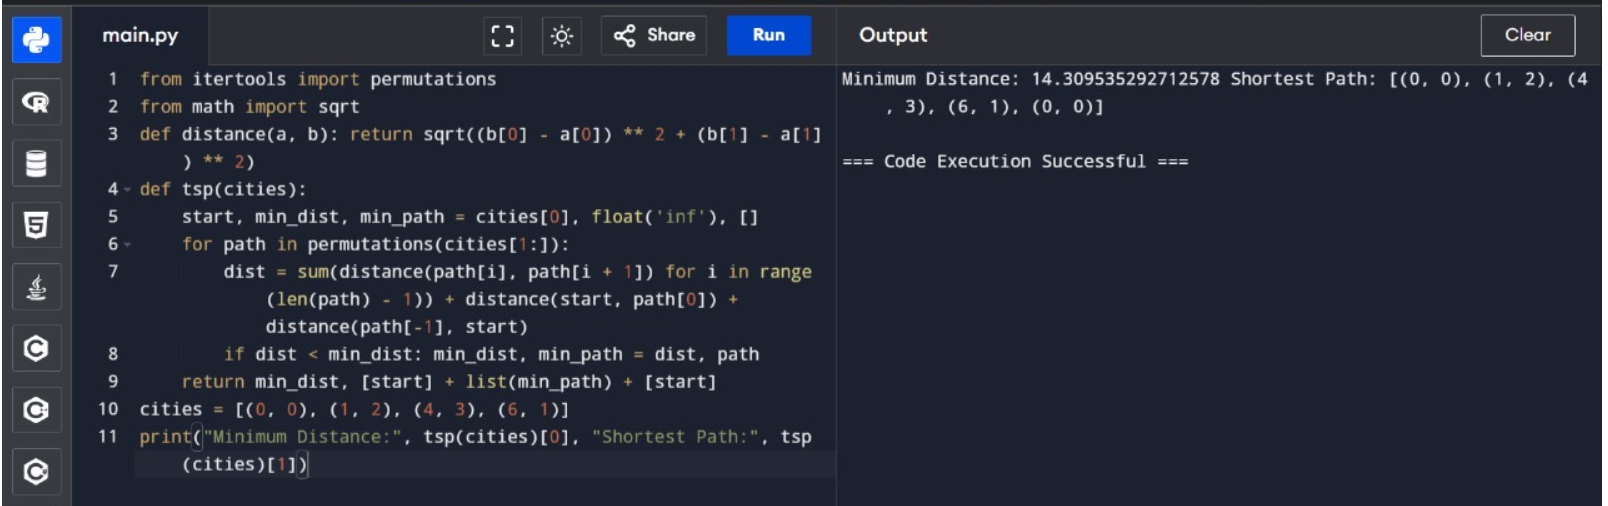 main.py
Share
Run
Output
Clear
1 from itertools import permutations
2 from math import sqrt
3 def distance(a, b): return sqrt((b[0] - a[0]) ** 2 + (b[1] - a[1]
) ** 2)
4 def tsp(cities):
5 start, min_dist, min_path = cities[0], float('inf'), []
6 for path in permutations(cities[1:]):
7 dist = sum(distance(path[i], path[i + 1]) for i in range
(len(path) - 1)) + distance(start, path[0]) +
distance(path[-1], start)
8 if dist < min_dist: min_dist, min_path = dist, path
9 return min_dist, [start] + list(min_path) + [start]
10 cities = [(0, 0), (1, 2), (4, 3), (6, 1)]
11 print("Minimum Distance:", tsp(cities)[0], "Shortest Path:", tsp
(cities)[1])
Minimum Distance: 14.309535292712578 Shortest Path: [(0, 0), (1, 2), (4
, 3), (6, 1), (0, 0)]
=== Code Execution Successful ===